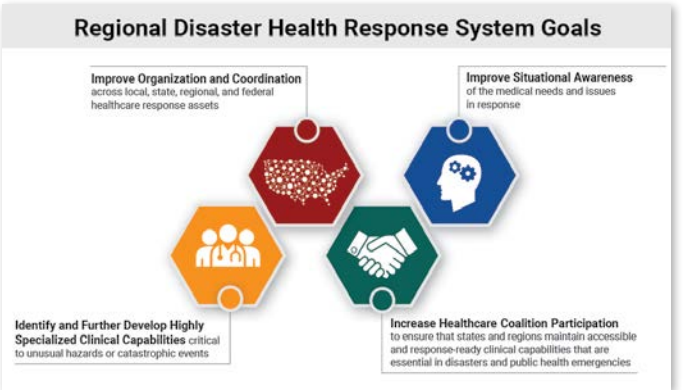 Regional Disaster Health Response System Goals
Improve Organization and Coordination
across local, state, regional, and federal
healthcare response assets
Improve Situational Awareness
of the medical needs and issues
in response
Identify and Further Develop Highly
Specialized Clinical Capabilities critical
to unusual hazards or catastrophic events
Increase Healthcare Coalition Participation
to ensure that states and regions maintain accessible
and response-ready clinical capabilities that are
essential in disasters and public health emergencies